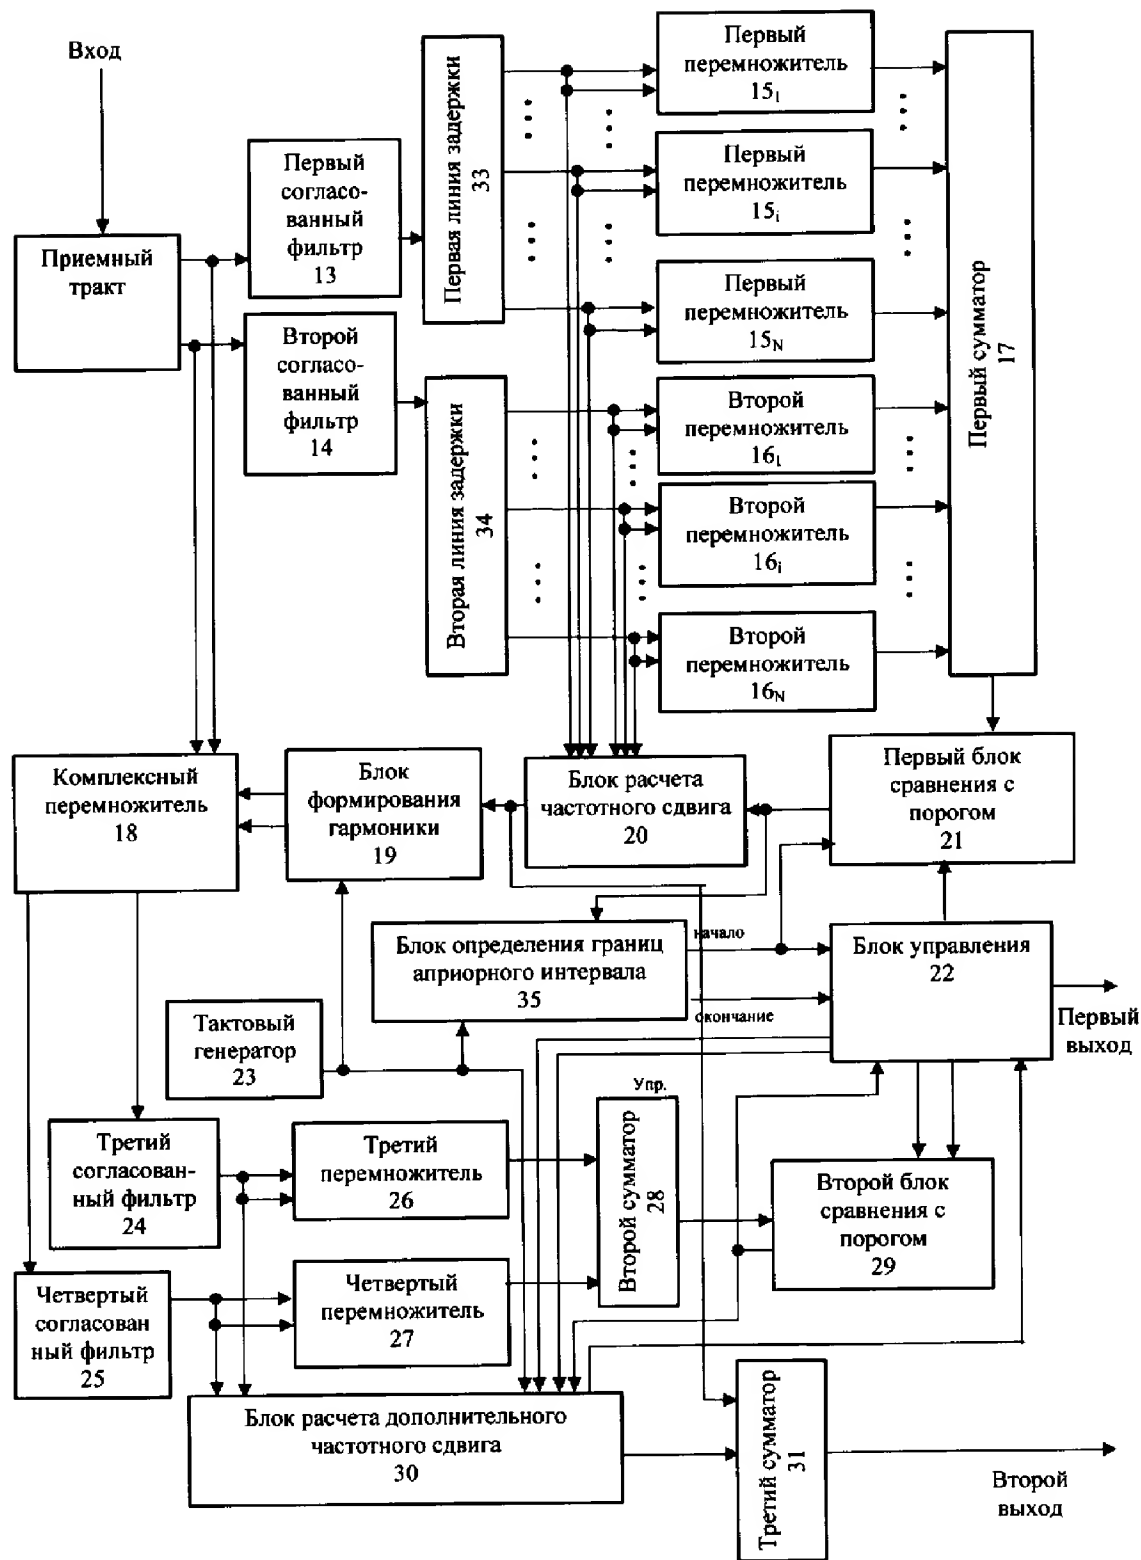 Вход
Приемный
тракт
Первый
согласо-
ванный
фильтр
13
Второй
согласо-
ванный
фильтр
14
Первая линия задержки
33
Вторая линия задержки
34
Первый
перемножитель
15₁
Первый
перемножитель
15ᵢ
Первый
перемножитель
15_N
Второй
перемножитель
16₁
Второй
перемножитель
16ᵢ
Второй
перемножитель
16_N
Первый сумматор
17
Комплексный
перемножитель
18
Блок
формирования
гармоники
19
Блок расчета
частотного сдвига
20
Первый блок
сравнения с
порогом
21
Блок определения границ
априорного интервала
35
начало
окончание
Блок управления
22
Первый
выход
Тактовый
генератор
23
Упр.
Третий
согласован-
ный фильтр
24
Третий
перемножитель
26
Второй сумматор
28
Второй блок
сравнения с
порогом
29
Четвертый
согласован
ный фильтр
25
Четвертый
перемножитель
27
Блок расчета дополнительного
частотного сдвига
30
Третий сумматор
31
Второй
выход